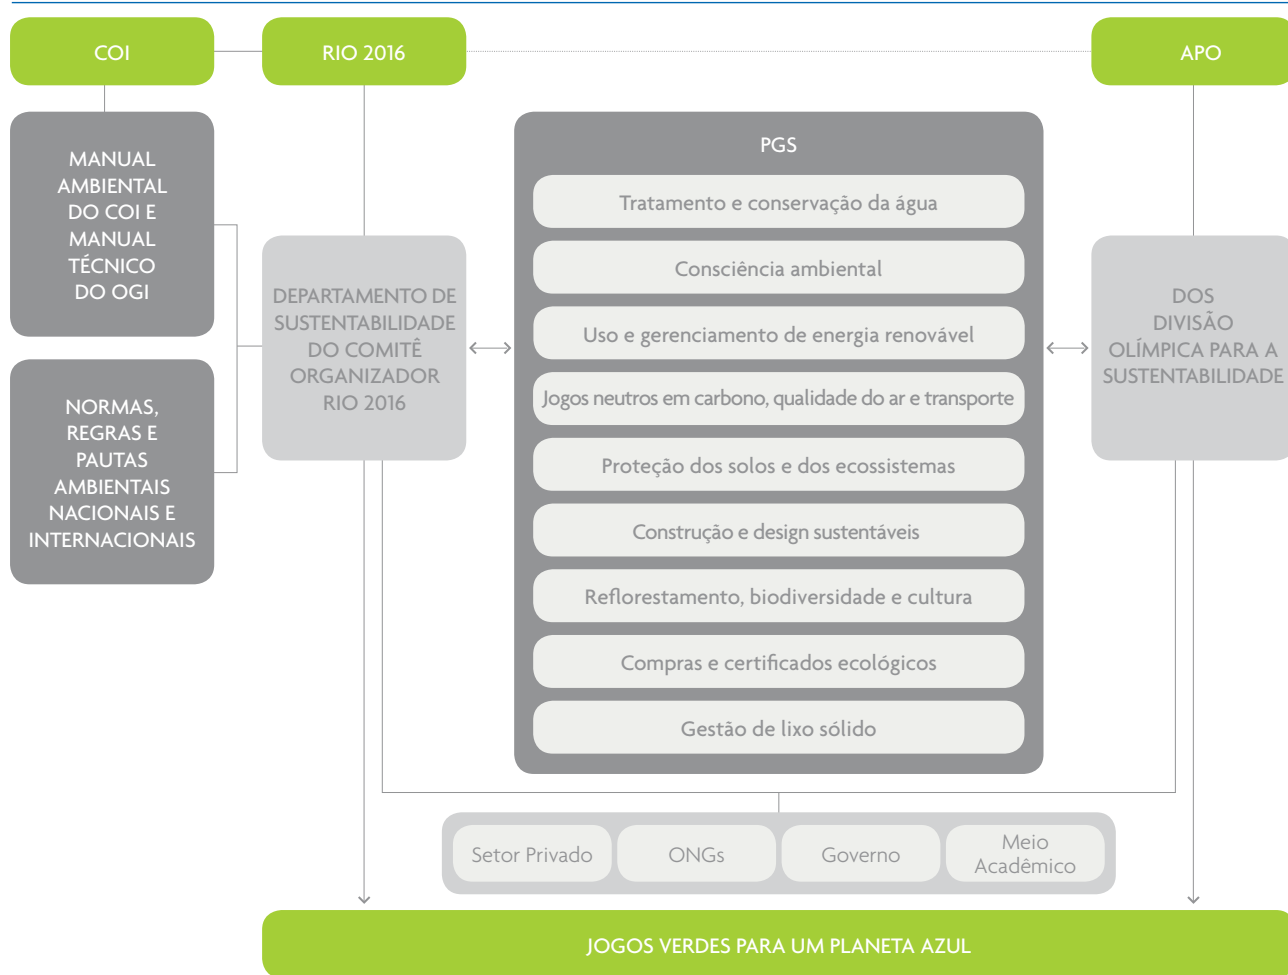 COI
RIO 2016
APO
MANUAL
AMBIENTAL
DO COI E
MANUAL
TÉCNICO
DO OGI
NORMAS,
REGRAS E
PAUTAS
AMBIENTAIS
NACIONAIS E
INTERNACIONAIS
DEPARTAMENTO DE
SUSTENTABILIDADE
DO COMITÊ
ORGANIZADOR
RIO 2016
PGS
Tratamento e conservação da água
Consciência ambiental
Uso e gerenciamento de energia renovável
Jogos neutros em carbono, qualidade do ar e transporte
Proteção dos solos e dos ecossistemas
Construção e design sustentáveis
Reflorestamento, biodiversidade e cultura
Compras e certificados ecológicos
Gestão de lixo sólido
DOS
DIVISÃO
OLÍMPICA PARA A
SUSTENTABILIDADE
Setor Privado
ONGs
Governo
Meio
Acadêmico
JOGOS VERDES PARA UM PLANETA AZUL